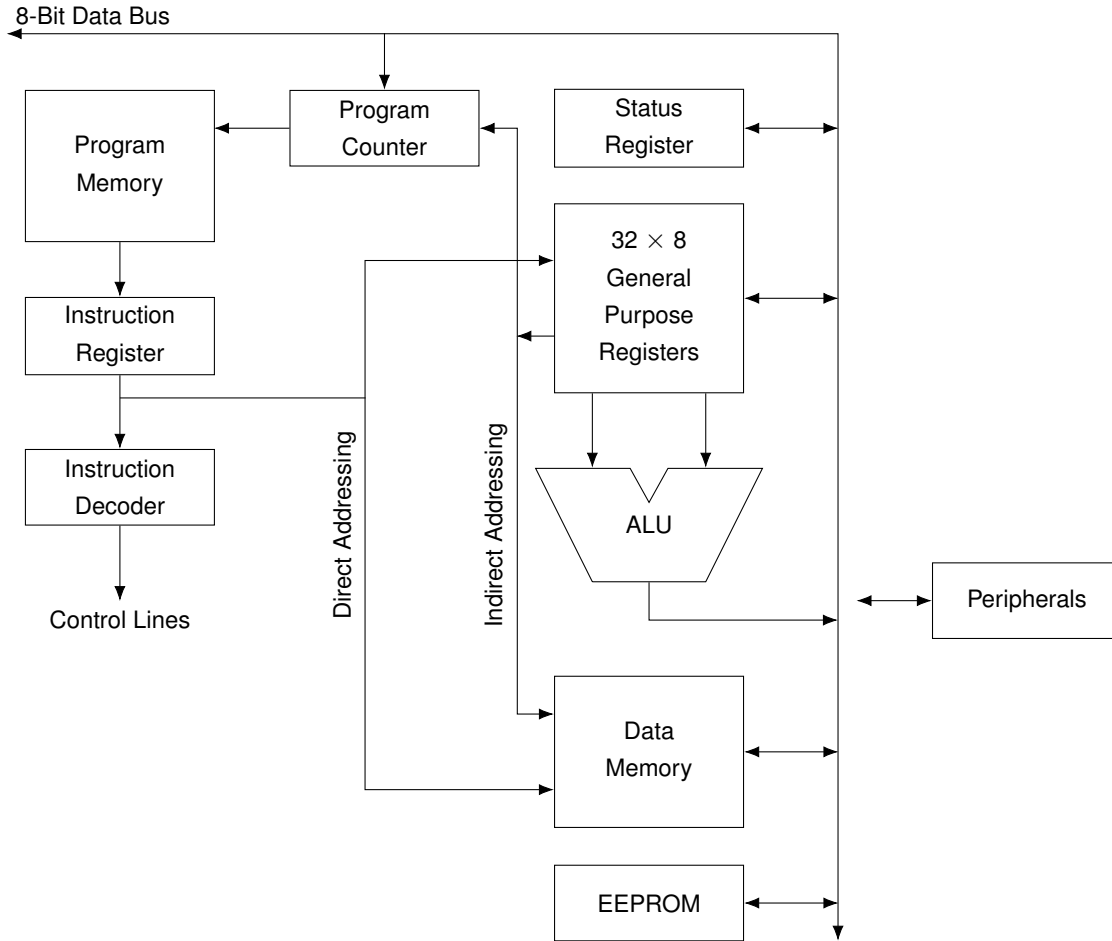 8-Bit Data Bus
Program
Counter
Status
Register
Program
Memory
32 × 8
General
Purpose
Registers
Instruction
Register
Direct Addressing
Indirect Addressing
Instruction
Decoder
ALU
Control Lines
Peripherals
Data
Memory
EEPROM